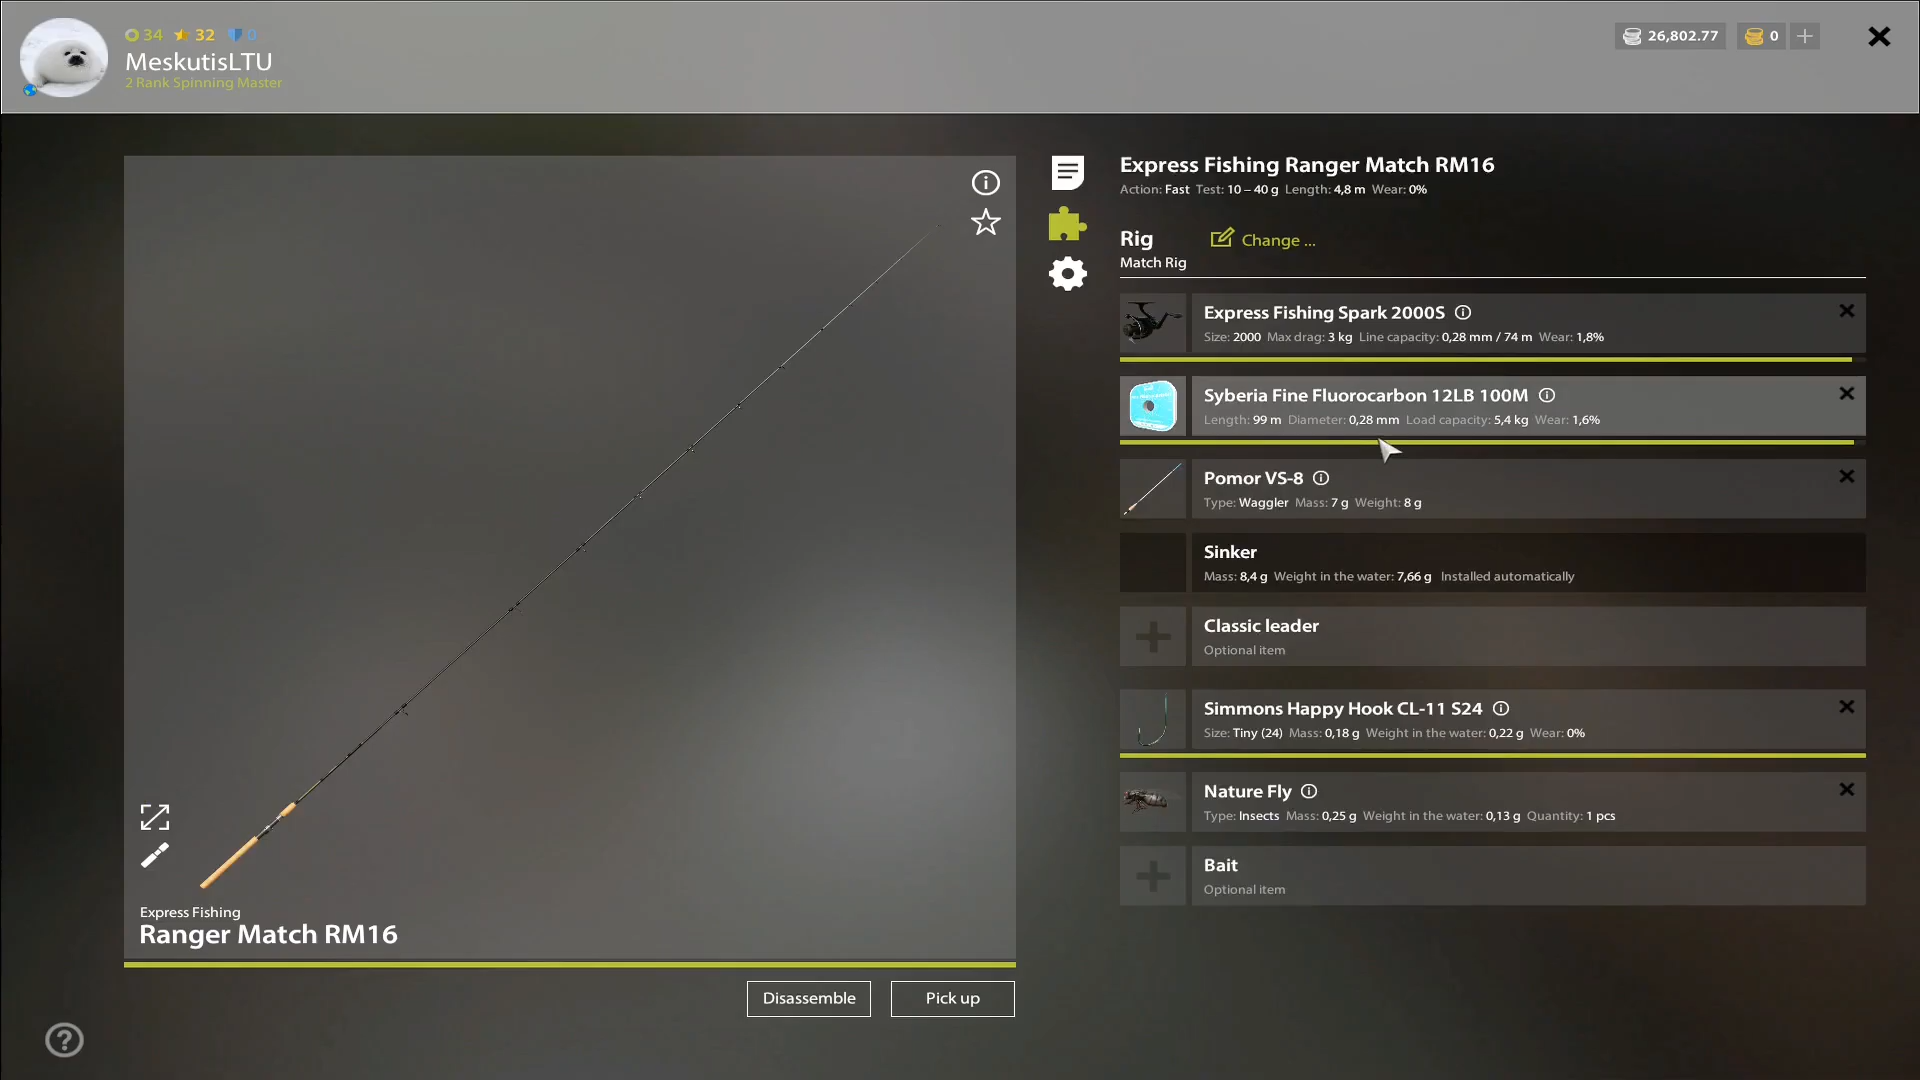 34 32 0
MeskutisLTU
2 Rank Spinning Master
26,802.77 0
Express Fishing Ranger Match RM16
Action: Fast Test: 10 – 40 g Length: 4,8 m Wear: 0%
Rig Change ...
Match Rig
Express Fishing Spark 2000S
Size: 2000 Max drag: 3 kg Line capacity: 0,28 mm / 74 m Wear: 1,8%
Syberia Fine Fluorocarbon 12LB 100M
Length: 99 m Diameter: 0,28 mm Load capacity: 5,4 kg Wear: 1,6%
Pomor VS-8
Type: Waggler Mass: 7 g Weight: 8 g
Sinker
Mass: 8,4 g Weight in the water: 7,66 g Installed automatically
Classic leader
Optional item
Simmons Happy Hook CL-11 S24
Size: Tiny (24) Mass: 0,18 g Weight in the water: 0,22 g Wear: 0%
Nature Fly
Type: Insects Mass: 0,25 g Weight in the water: 0,13 g Quantity: 1 pcs
Bait
Optional item
Express Fishing
Ranger Match RM16
Disassemble Pick up